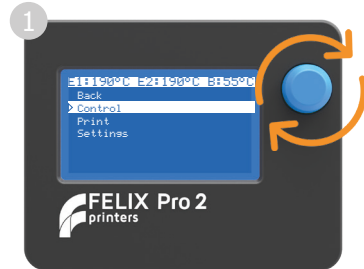 1
E1:190°C E2:190°C B:55°C
Back
> Control
Print
Settings
FELIX Pro 2
printers